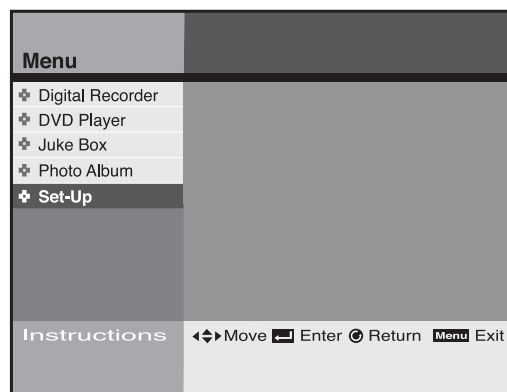 Menu
Digital Recorder
DVD Player
Juke Box
Photo Album
Set-Up
Instructions Move Enter Return Menu Exit